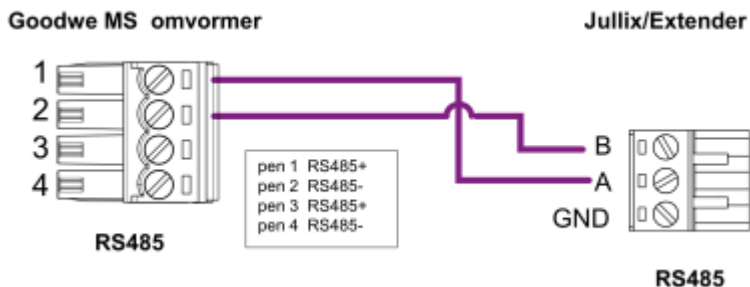 Goodwe MS omvormer
Jullix/Extender
1
2
3
4
pen 1 RS485+
pen 2 RS485-
pen 3 RS485+
pen 4 RS485-
RS485
B
A
GND
RS485